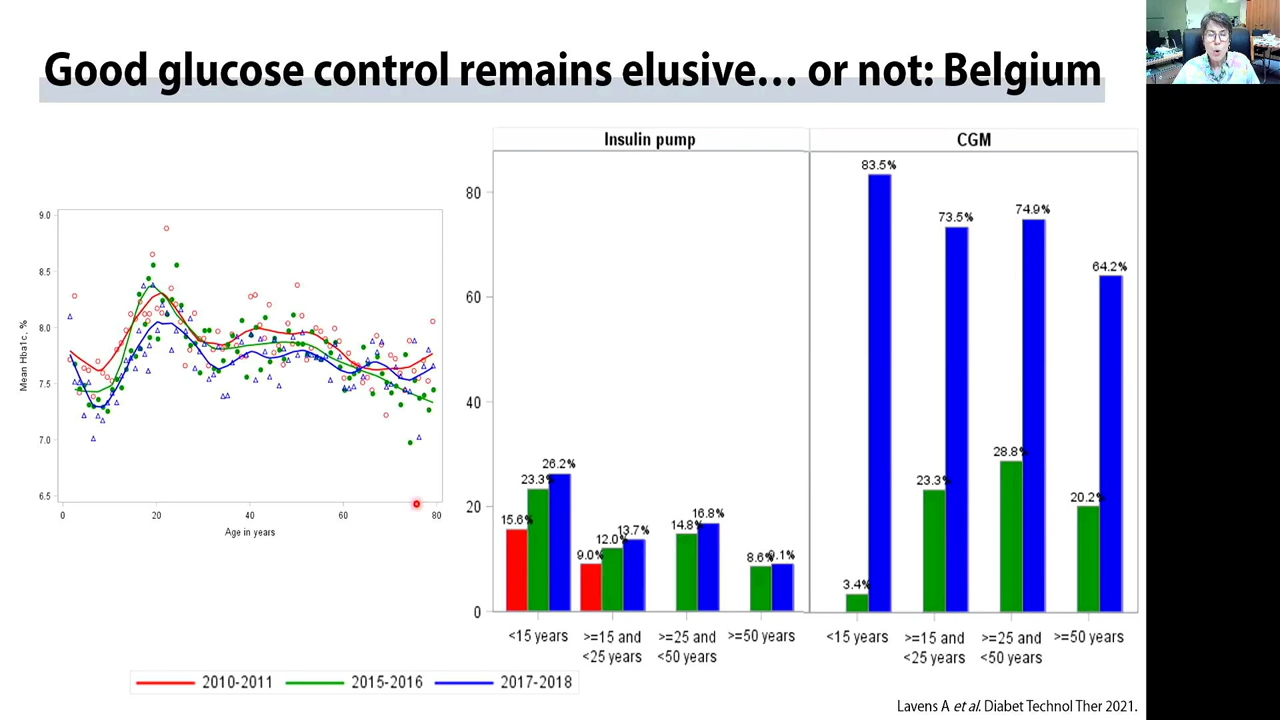 Good glucose control remains elusive... or not: Belgium
Mean Hba1c, %
9.0
8.5
8.0
7.5
7.0
6.5
0 20 40 60 80
Age in years
Insulin pump CGM
80
60
40
20
0
15.6% 23.3% 26.2%
9.0% 12.0% 13.7%
14.8% 16.8%
8.6% 9.1%
3.4% 83.5%
23.3% 73.5%
28.8% 74.9%
20.2% 64.2%
<15 years >=15 and <25 years >=25 and <50 years >=50 years
<15 years >=15 and <25 years >=25 and <50 years >=50 years
2010-2011 2015-2016 2017-2018
Lavens A et al. Diabet Technol Ther 2021.